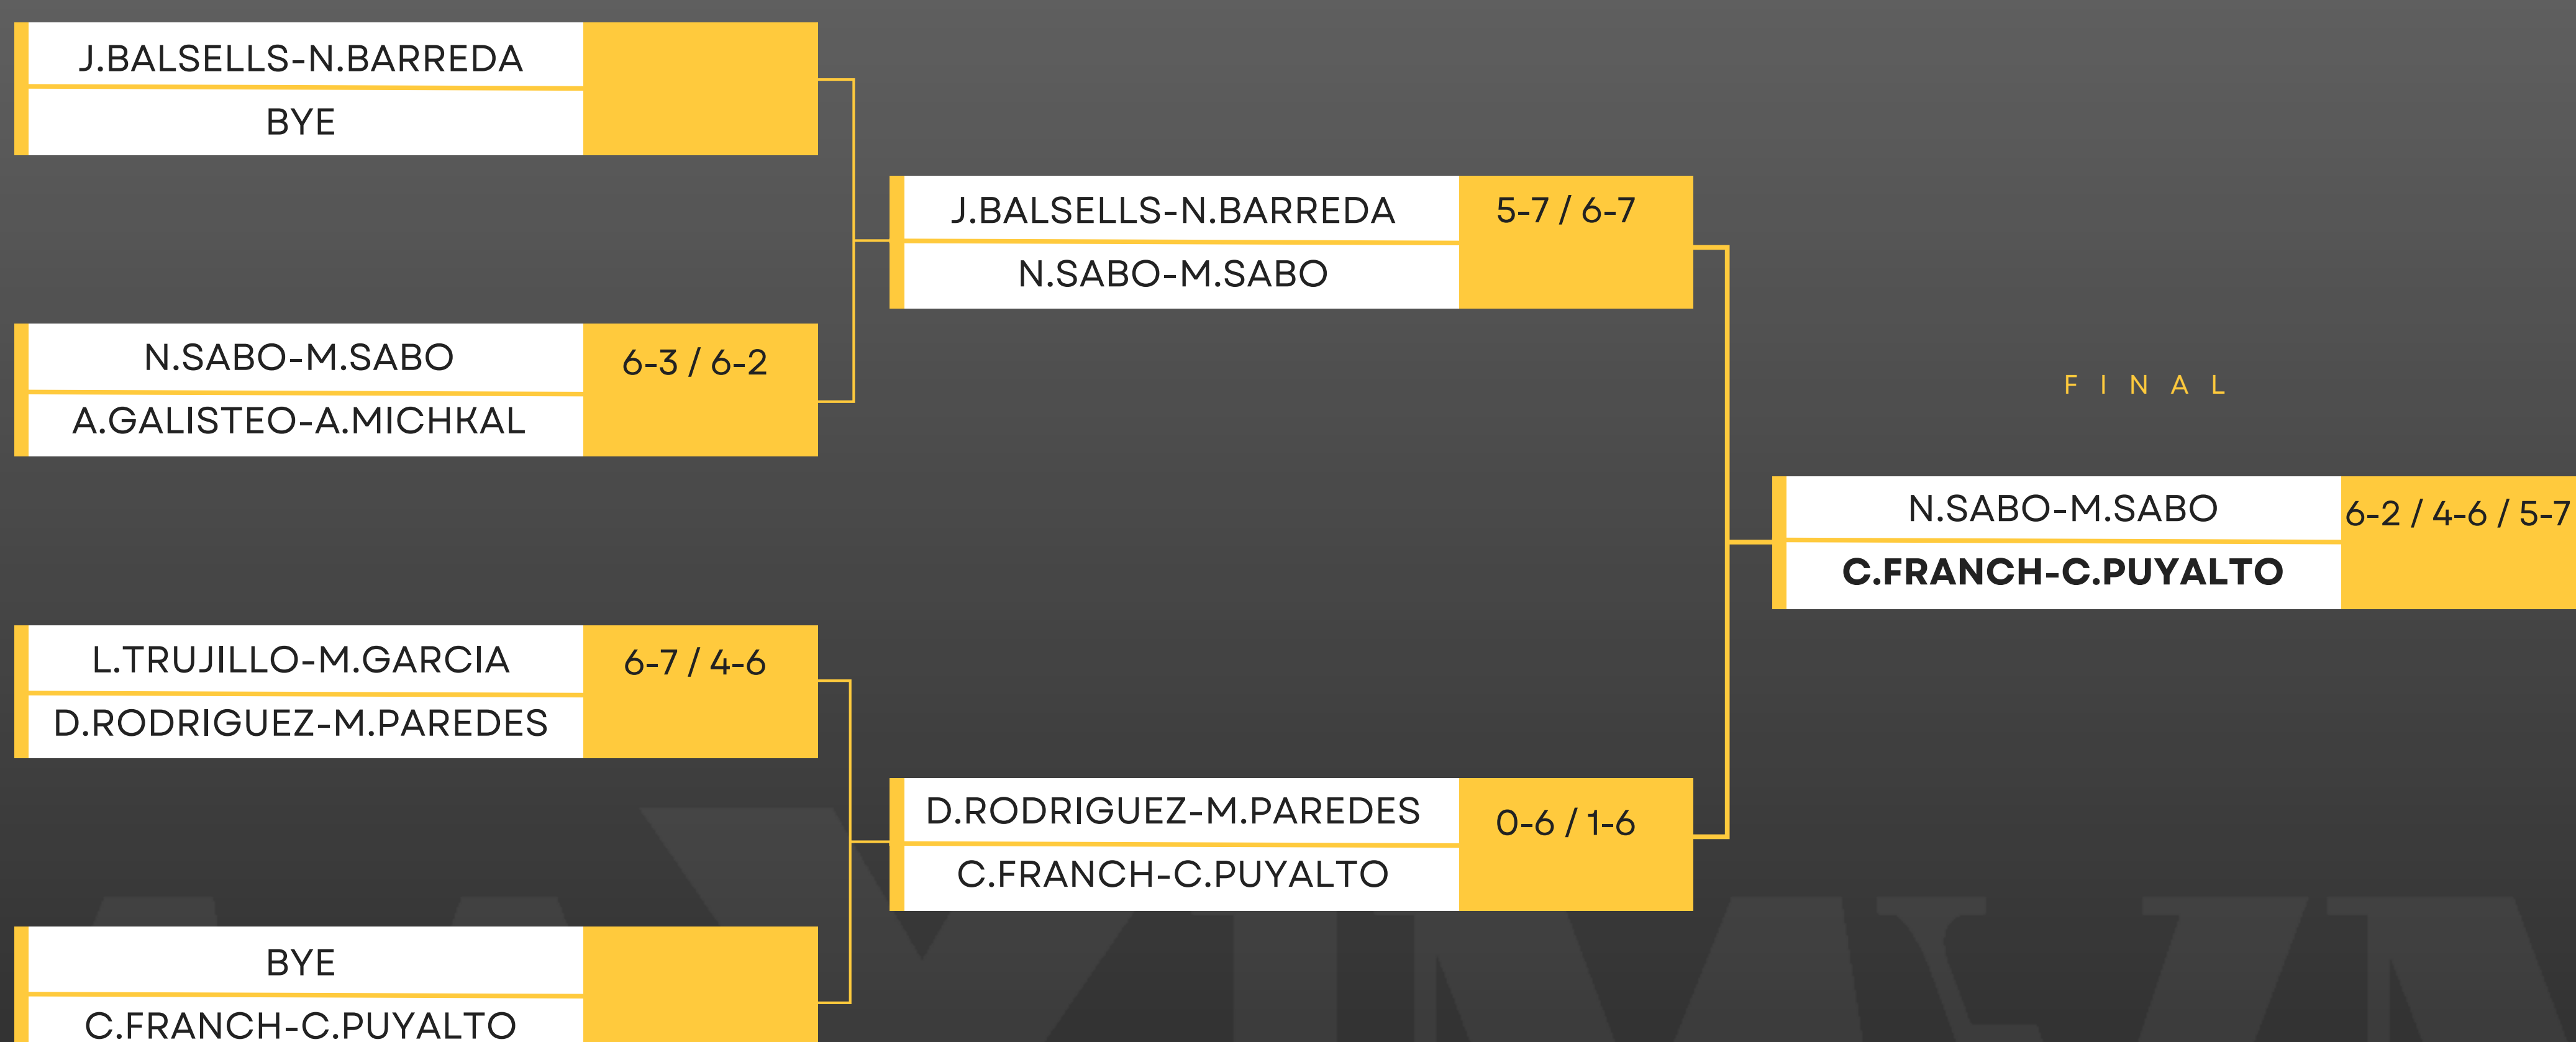 J.BALSELLS-N.BARREDA
BYE
N.SABO-M.SABO
6-3 / 6-2
A.GALISTEO-A.MICHKAL
L.TRUJILLO-M.GARCIA
6-7 / 4-6
D.RODRIGUEZ-M.PAREDES
BYE
C.FRANCH-C.PUYALTO
J.BALSELLS-N.BARREDA
5-7 / 6-7
N.SABO-M.SABO
D.RODRIGUEZ-M.PAREDES
0-6 / 1-6
C.FRANCH-C.PUYALTO
FINAL
N.SABO-M.SABO
6-2 / 4-6 / 5-7
C.FRANCH-C.PUYALTO